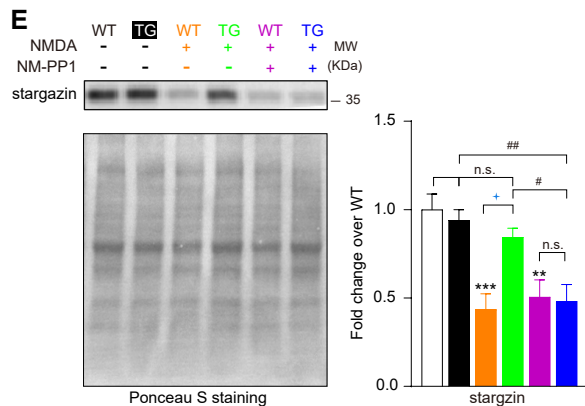 E
WT TG WT TG WT TG
NMDA - - + + + + MW
NM-PP1 - - - - + + (KDa)
stargazin
35
Ponceau S staining
Fold change over WT
1.5
1.0
0.5
0.0
##
n.s.
#
+
n.s.
***
**
stargzin